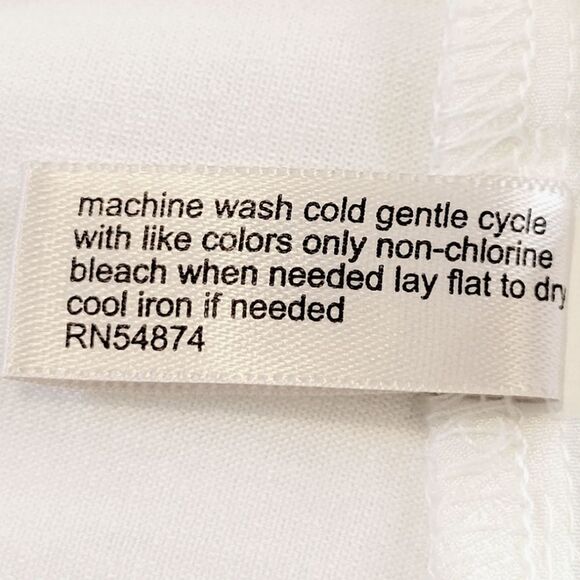 machine wash cold gentle cycle
with like colors only non-chlorine
bleach when needed lay flat to dry
cool iron if needed
RN54874